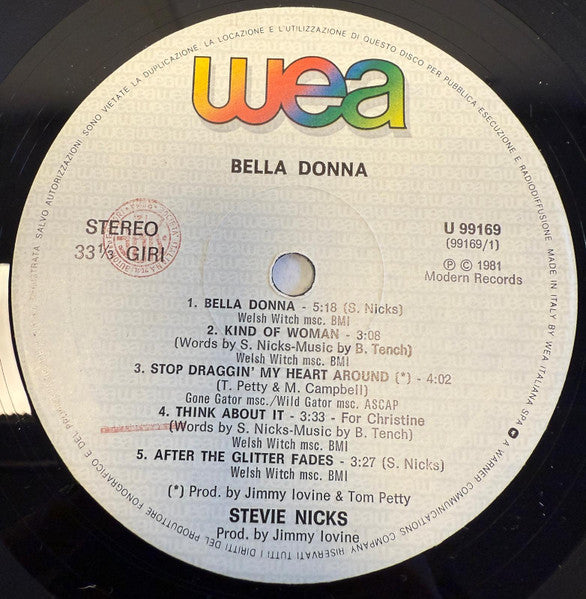 wea
BELLA DONNA
STEREO
33 1/3 GIRI
U 99169
(99169/1)
Ⓟ © 1981
Modern Records
1. BELLA DONNA - 5:18 (S. Nicks)
Welsh Witch msc. BMI
2. KIND OF WOMAN - 3:08
(Words by S. Nicks-Music by B. Tench)
Welsh Witch msc. BMI
3. STOP DRAGGIN' MY HEART AROUND (*) - 4:02
(T. Petty & M. Campbell)
Gone Gator msc./Wild Gator msc. ASCAP
4. THINK ABOUT IT - 3:33 - For Christine
(Words by S. Nicks-Music by B. Tench)
Welsh Witch msc. BMI
5. AFTER THE GLITTER FADES - 3:27 (S. Nicks)
Welsh Witch msc. BMI
(*) Prod. by Jimmy Iovine & Tom Petty
STEVIE NICKS
Prod. by Jimmy Iovine
MADE IN ITALY BY WEA ITALIANA SPA A WARNER COMMUNICATIONS COMPANY RISERVATI TUTTI I DIRITTI DEL PRODUTTORE FONOGRAFICO E DEL REGISTRATA. SALVO AUTORIZZAZIONI SONO VIETATE LA DUPLICAZIONE, LA LOCAZIONE E L'UTILIZZAZIONE DI QUESTO DISCO PER PUBBLICA ESECUZIONE E RADIODIFFUSIONE.